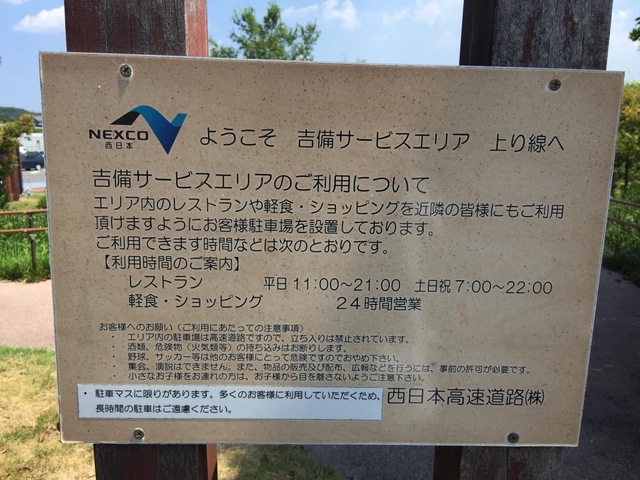 NEXCO
西日本
ようこそ 吉備サービスエリア 上り線へ
吉備サービスエリアのご利用について
エリア内のレストランや軽食・ショッピングを近隣の皆様にもご利用
頂けますようにお客様駐車場を設置しております。
ご利用できます時間などは次のとおりです。
【利用時間のご案内】
レストラン 平日 11:00～21:00 土日祝 7:00～22:00
軽食・ショッピング 24時間営業
お客様へのお願い（ご利用にあたっての注意事項）
・ エリア内の駐車場は高速道路ですので、立ち入りは禁止されています。
・ 酒類、危険物（火気類等）の持ち込みはお断りします。
・ 野球、サッカー等は他のお客様にとって危険ですのでおやめ下さい。
・ 集会、演説はできません、また、物品の販売及び配布、広報などを行うには、事前の許可が必要です。
・ 小さなお子様をお連れの方は、お子様から目を離さないようご注意下さい。
・ 駐車マスに限りがあります。多くのお客様に利用していただくため、
長時間の駐車はご遠慮ください。
西日本高速道路㈱